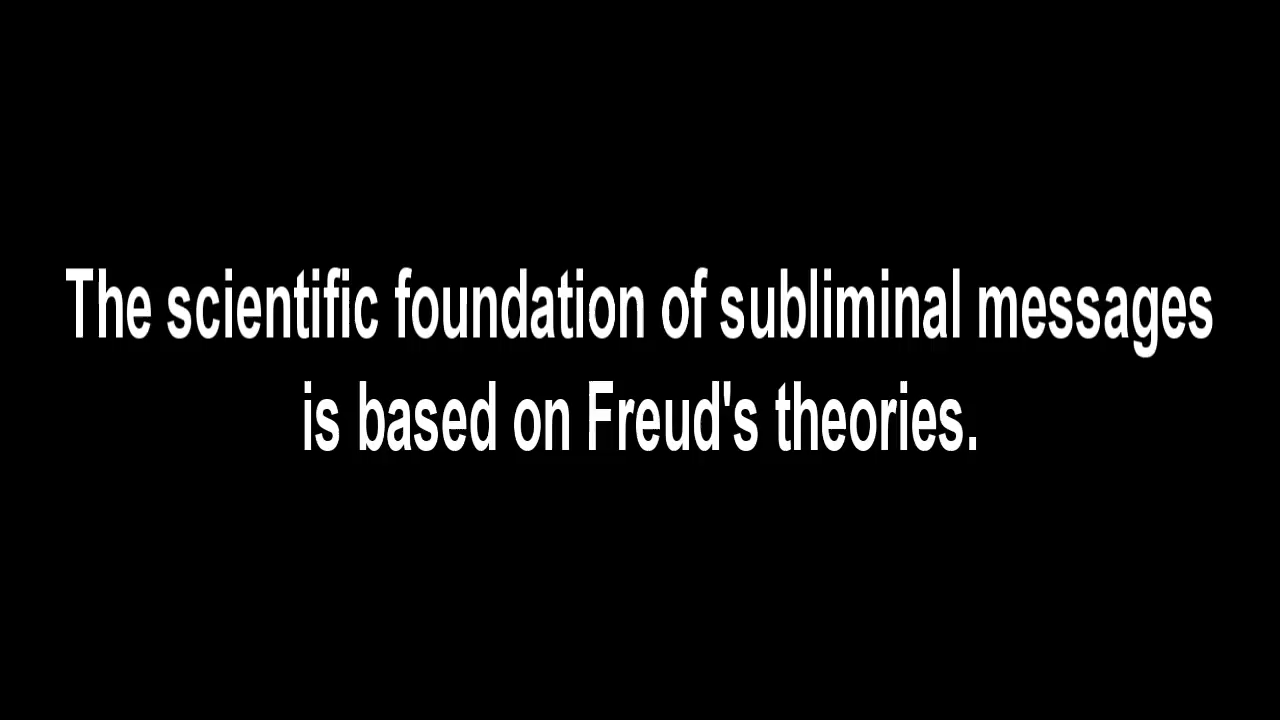 The scientific foundation of subliminal messages
is based on Freud's theories.